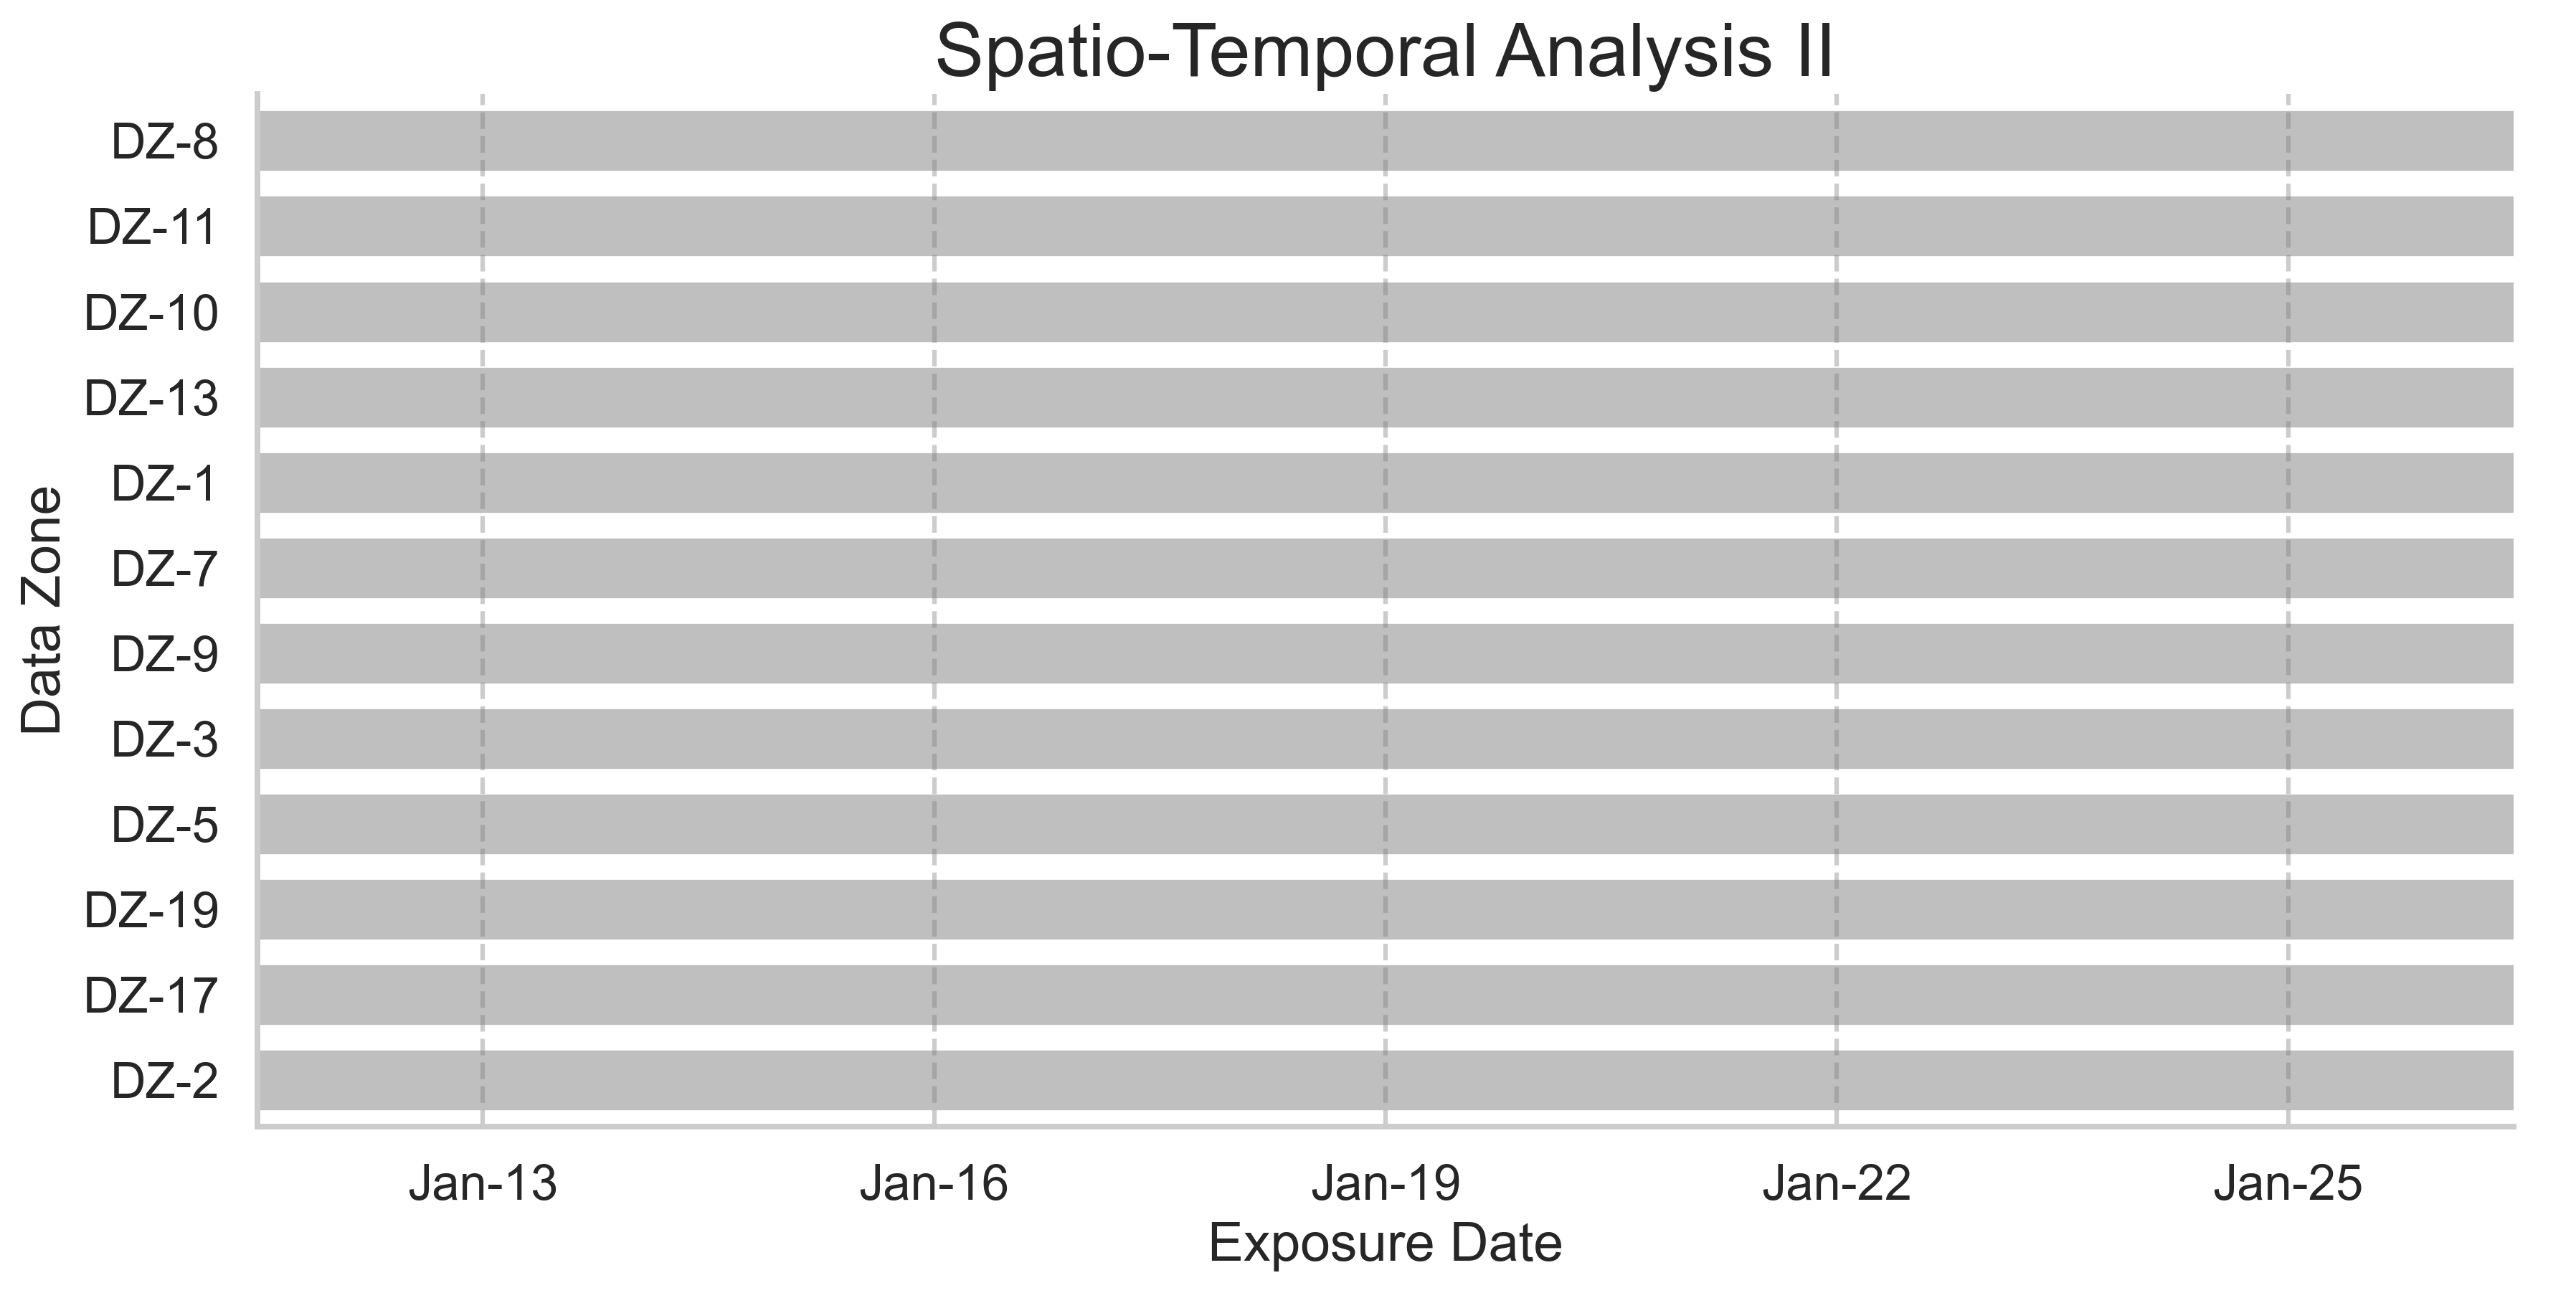 Spatio-Temporal Analysis II
DZ-8
DZ-11
DZ-10
DZ-13
DZ-1
DZ-7
DZ-9
DZ-3
DZ-5
DZ-19
DZ-17
DZ-2
Data Zone
Jan-13 Jan-16 Jan-19 Jan-22 Jan-25
Exposure Date